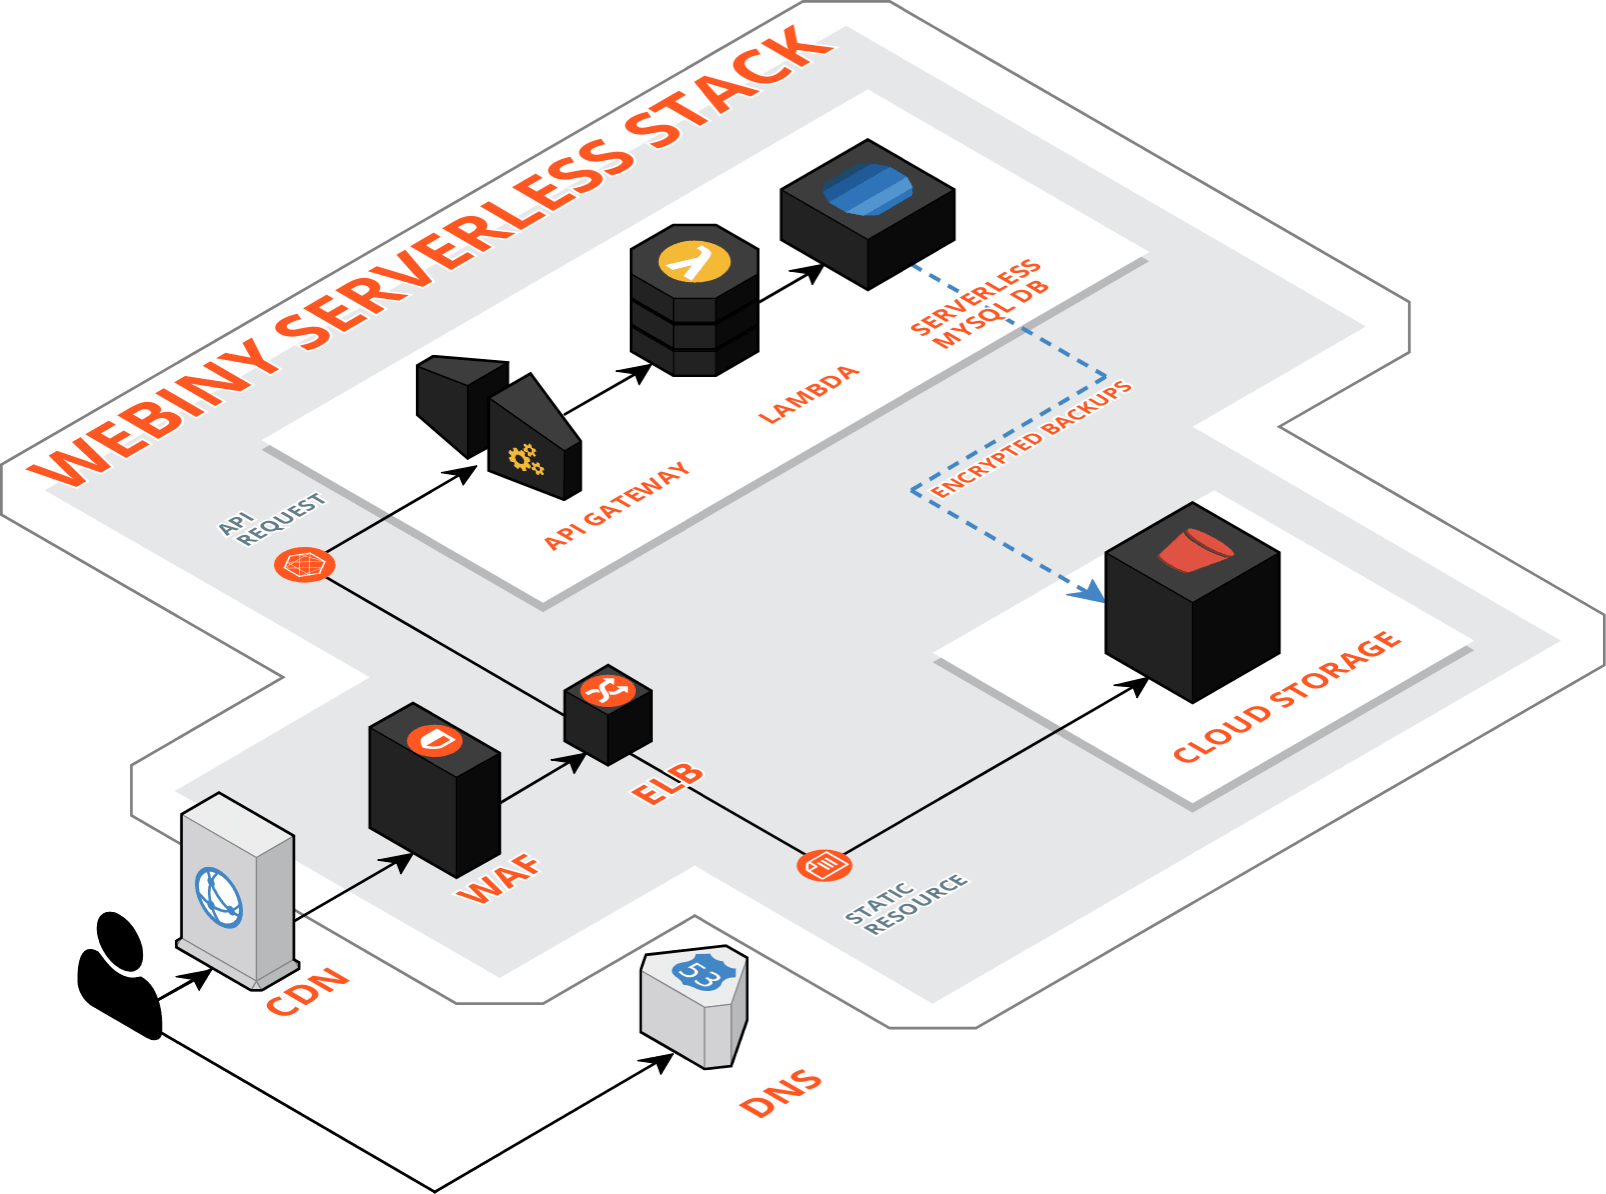 WEBINY SERVERLESS STACK
SERVERLESS
MYSQL DB
LAMBDA
API GATEWAY
API
REQUEST
ENCRYPTED BACKUPS
CLOUD STORAGE
ELB
WAF
STATIC
RESOURCE
CDN
53
DNS